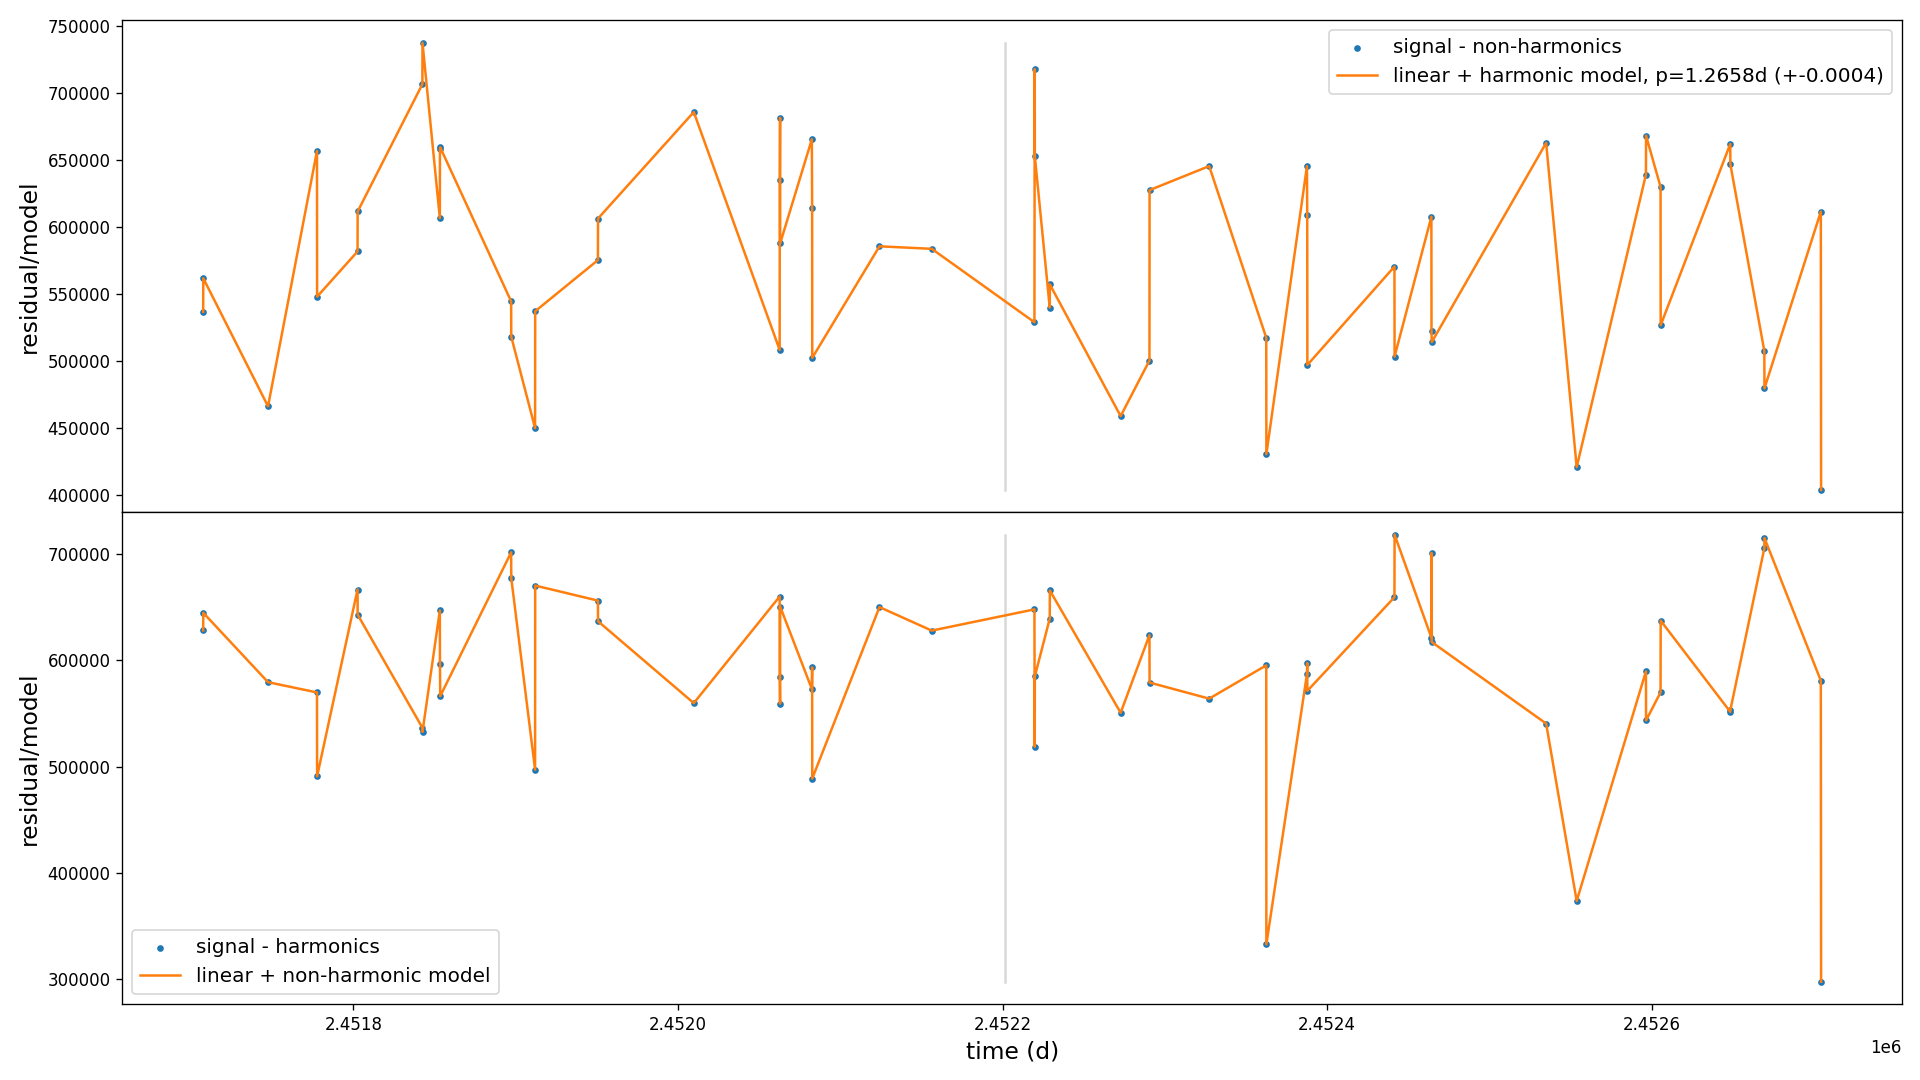 750000
700000
650000
600000
550000
500000
450000
400000
residual/model
signal - non-harmonics
linear + harmonic model, p=1.2658d (+-0.0004)
700000
600000
500000
400000
300000
residual/model
signal - harmonics
linear + non-harmonic model
2.4518
2.4520
2.4522
2.4524
2.4526
time (d)
1e6